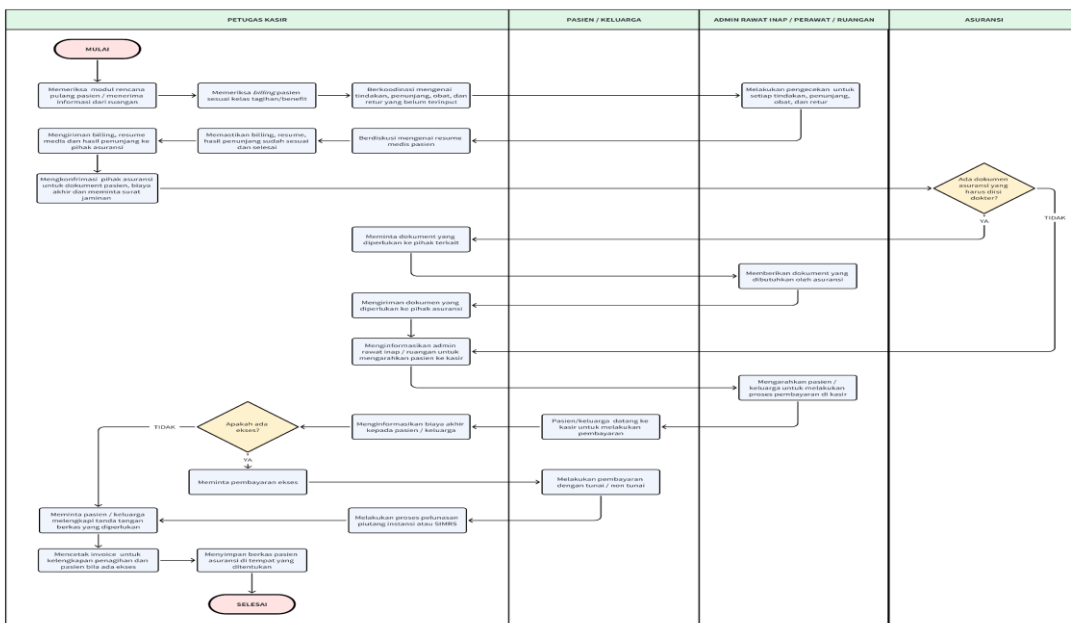 PETUGAS KASIR
PASIEN / KELUARGA
ADMIN RAWAT INAP / PERAWAT / RUANGAN
ASURANSI
MULAI
Memeriksa modul rencana
pulang pasien / menerima
informasi dari ruangan
Memeriksa billing pasien
sesuai kelas tagihan/benefit
Berkoodinasi mengenai
tindakan, penunjang, obat, dan
retur yang belum terinput
Melakukan pengecekan untuk
setiap tindakan, penunjang,
obat, dan retur
Mengiriman billing, resume
medis dan hasil penunjang ke
pihak asuransi
Memastikan billing, resume,
hasil penunjang sudah sesuai
dan selesai
Berdiskusi mengenai resume
medis pasien
Mengkonfrimasi pihak asuransi
untuk dokument pasien, biaya
akhir dan meminta surat
jaminan
Ada dokumen
asuransi yang
harus diisi
dokter?
YA
TIDAK
Meminta dokument yang
diperlukan ke pihak terkait
Memberikan dokument yang
dibutuhkan oleh asuransi
Mengiriman dokumen yang
diperlukan ke pihak asuransi
Menginformasikan admin
rawat inap / ruangan untuk
mengarahkan pasien ke kasir
Mengarahkan pasien /
keluarga untuk melakukan
proses pembayaran di kasir
Pasien/keluarga datang ke
kasir untuk melakukan
pembayaran
Menginformasikan biaya akhir
kepada pasien / keluarga
Apakah ada
ekses?
TIDAK
YA
Meminta pembayaran ekses
Melakukan pembayaran
dengan tunai / non tunai
Melakukan proses pelunasan
piutang instansi atau SIMRS
Meminta pasien / keluarga
melengkapi tanda tangan
berkas yang diperlukan
Mencetak invoice untuk
kelengkapan penagihan dan
pasien bila ada ekses
Menyimpan berkas pasien
asuransi di tempat yang
ditentukan
SELESAI